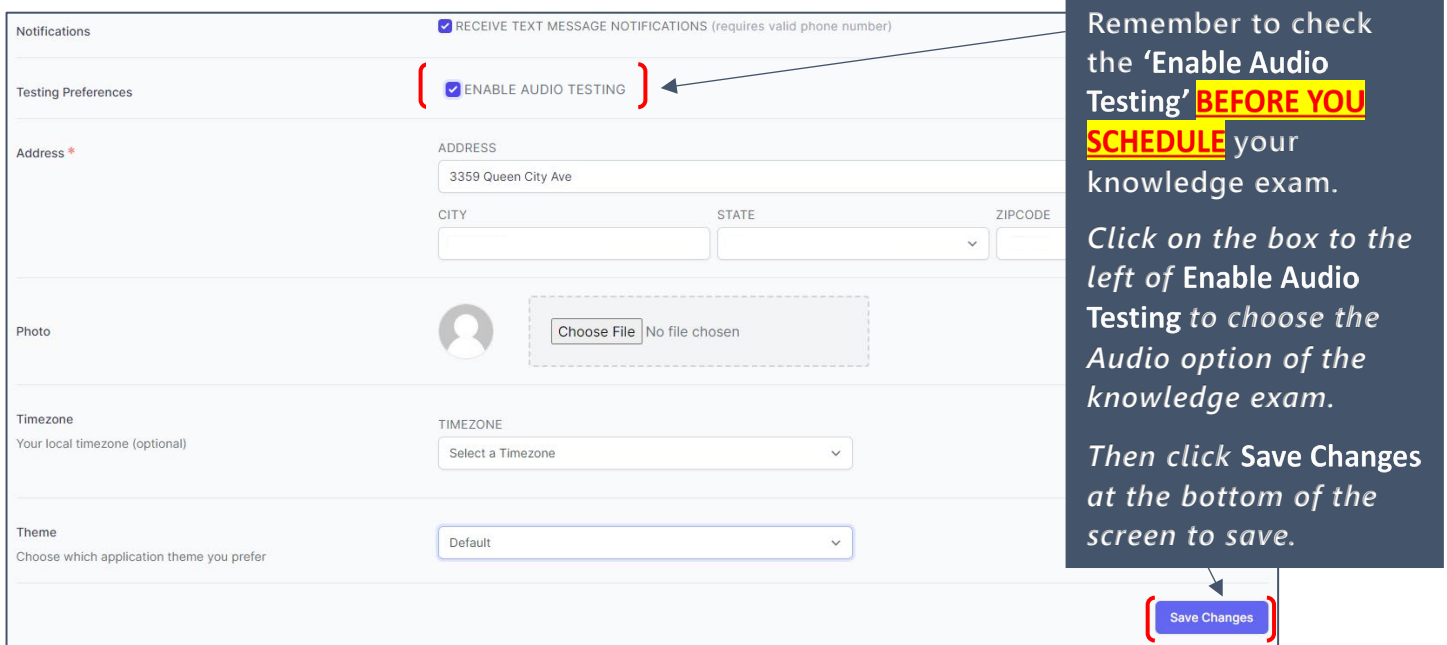 Notifications
RECEIVE TEXT MESSAGE NOTIFICATIONS (requires valid phone number)
Testing Preferences
ENABLE AUDIO TESTING
Address *
ADDRESS
3359 Queen City Ave
CITY
STATE
ZIPCODE
Photo
Choose File No file chosen
Timezone
Your local timezone (optional)
TIMEZONE
Select a Timezone
Theme
Choose which application theme you prefer
Default
Save Changes
Remember to check
the ‘Enable Audio
Testing’ BEFORE YOU
SCHEDULE your
knowledge exam.
Click on the box to the
left of Enable Audio
Testing to choose the
Audio option of the
knowledge exam.
Then click Save Changes
at the bottom of the
screen to save.